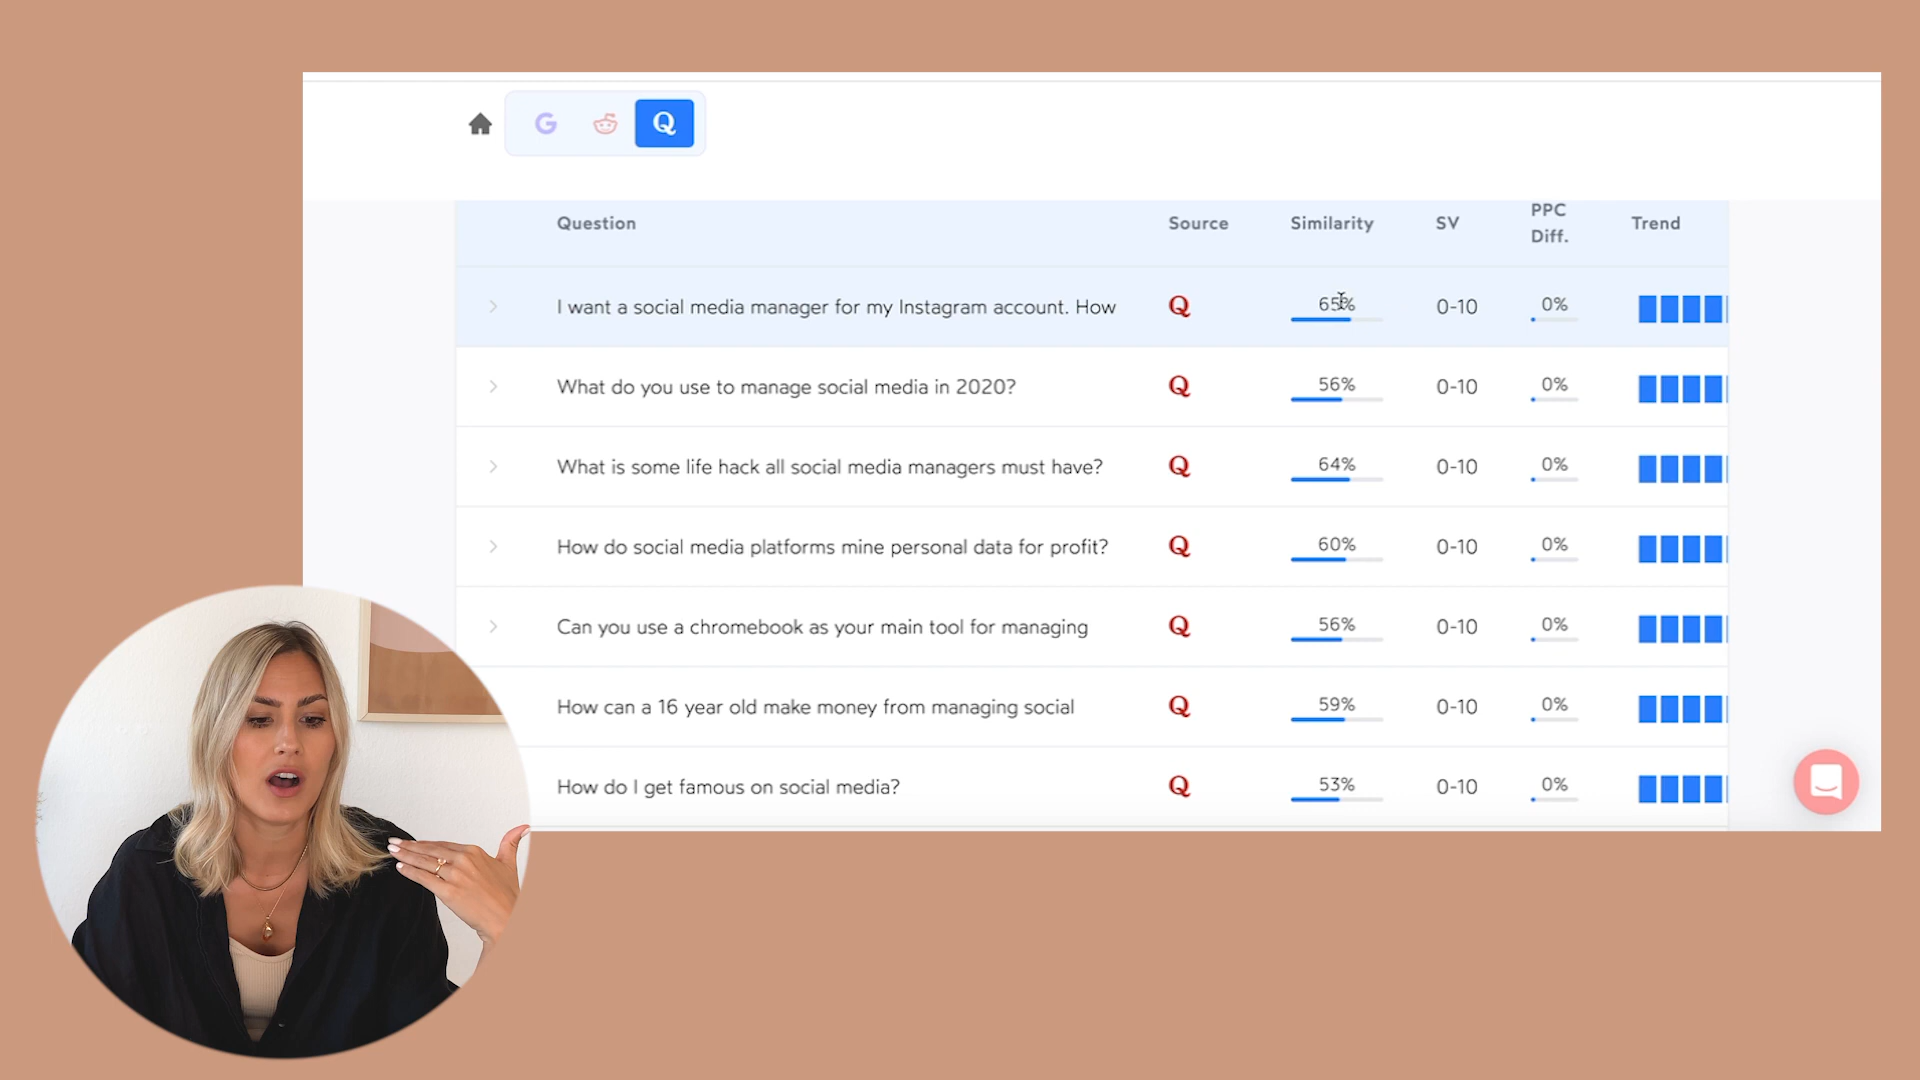 G Q
Question Source Similarity SV PPC Diff. Trend
I want a social media manager for my Instagram account. How Q 65% 0-10 0%
What do you use to manage social media in 2020? Q 56% 0-10 0%
What is some life hack all social media managers must have? Q 64% 0-10 0%
How do social media platforms mine personal data for profit? Q 60% 0-10 0%
Can you use a chromebook as your main tool for managing Q 56% 0-10 0%
How can a 16 year old make money from managing social Q 59% 0-10 0%
How do I get famous on social media? Q 53% 0-10 0%